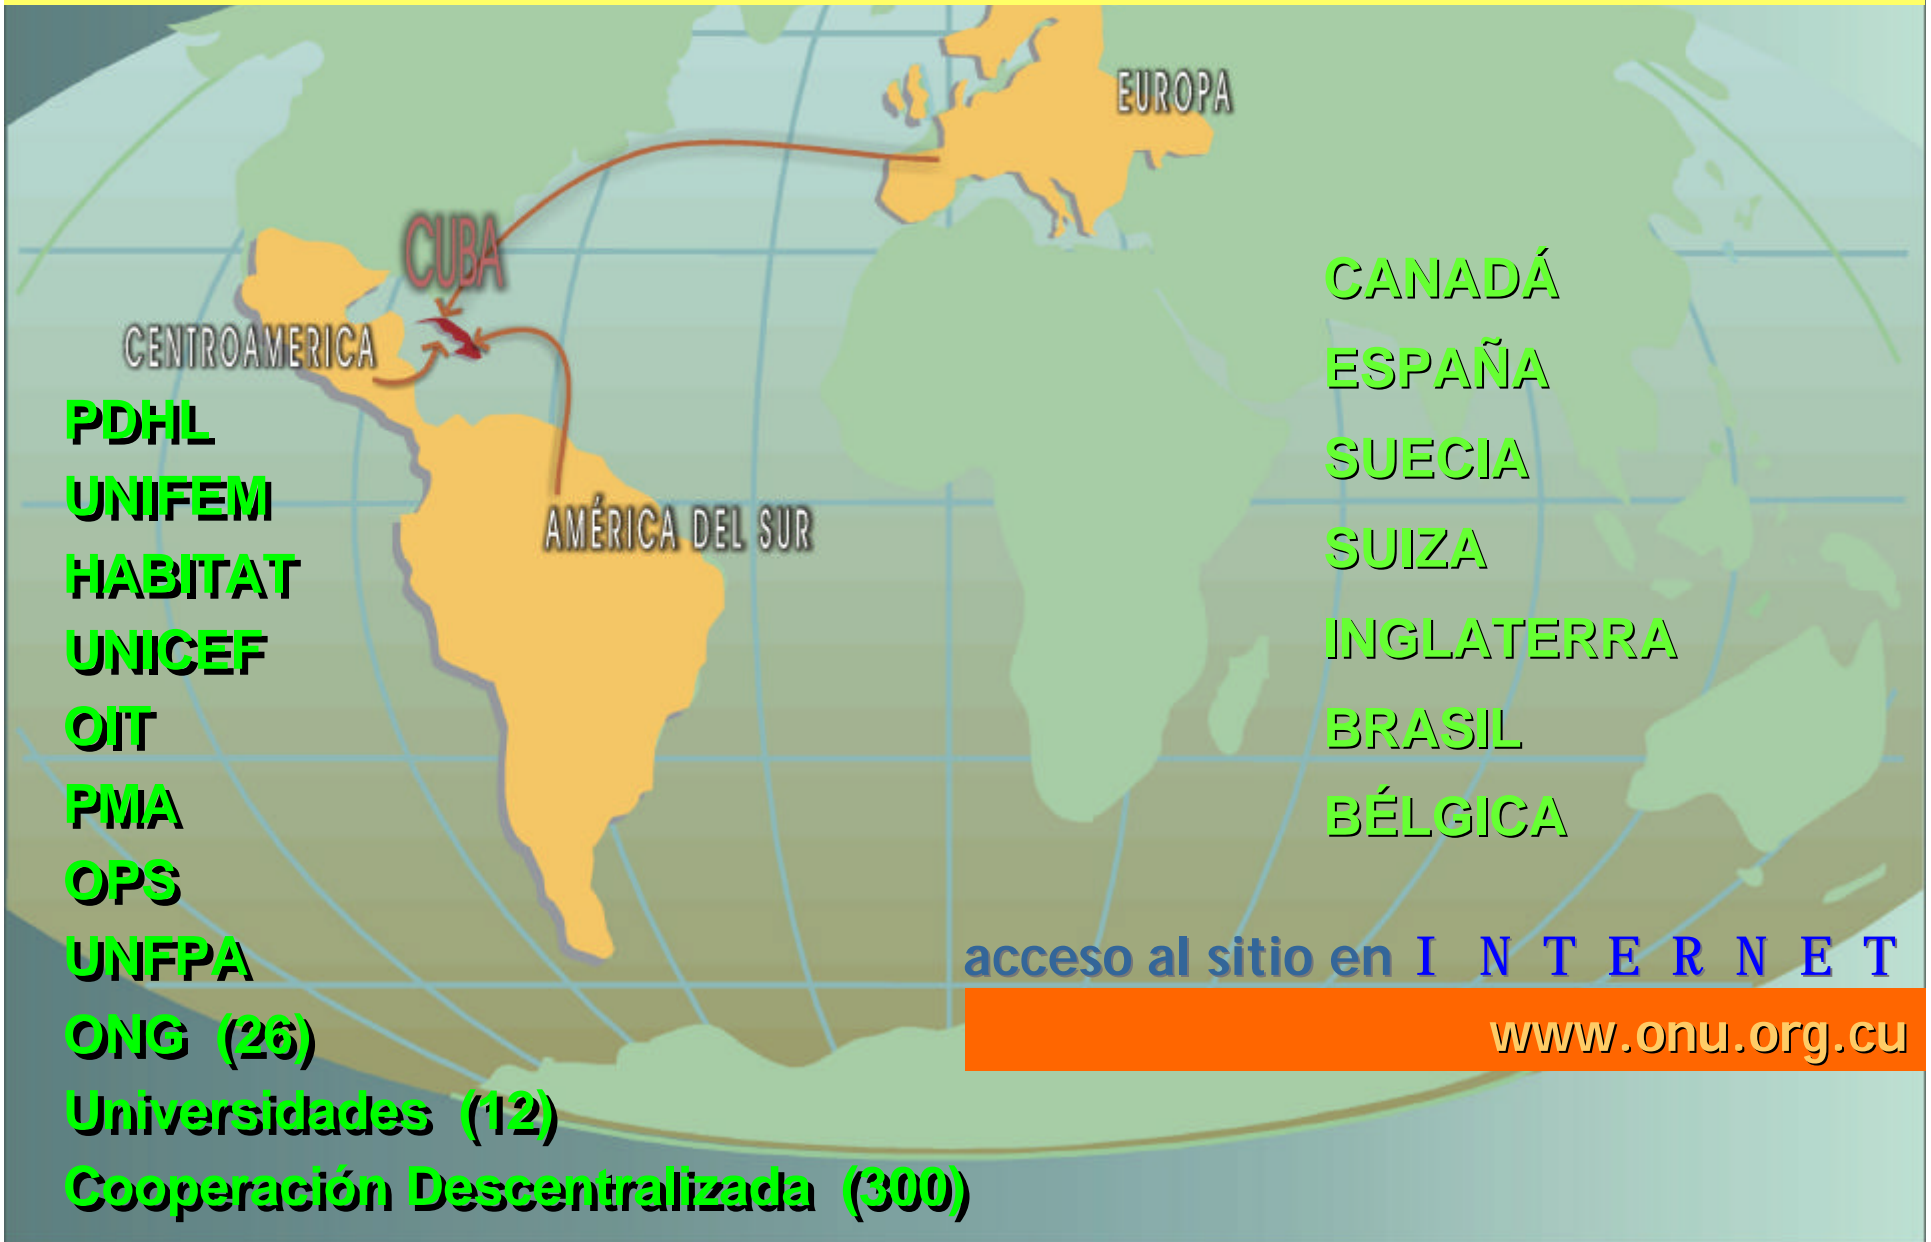 EUROPA
CUBA
CENTROAMERICA
AMÉRICA DEL SUR
PDHL
UNIFEM
HABITAT
UNICEF
OIT
PMA
OPS
UNFPA
ONG (26)
Universidades (12)
Cooperación Descentralizada (300)
CANADÁ
ESPAÑA
SUECIA
SUIZA
INGLATERRA
BRASIL
BÉLGICA
acceso al sitio en I N T E R N E T
www.onu.org.cu